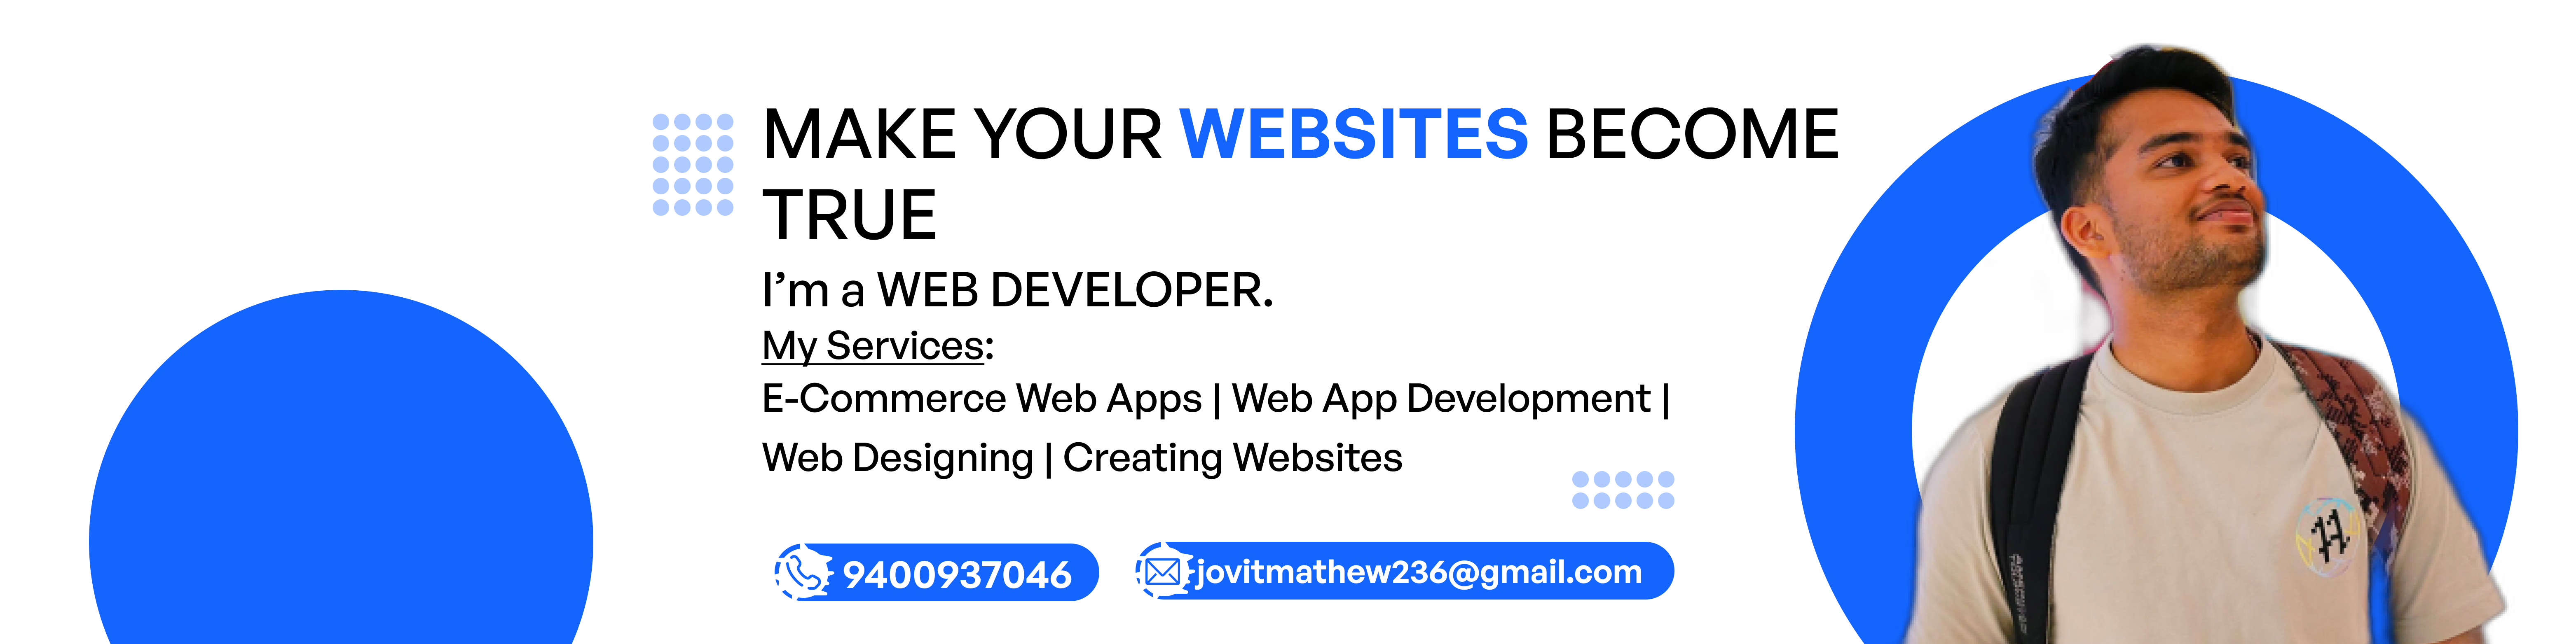 MAKE YOUR WEBSITES BECOME
TRUE
I’m a WEB DEVELOPER.
My Services:
E-Commerce Web Apps | Web App Development |
Web Designing | Creating Websites
9400937046
jovitmathew236@gmail.com
11